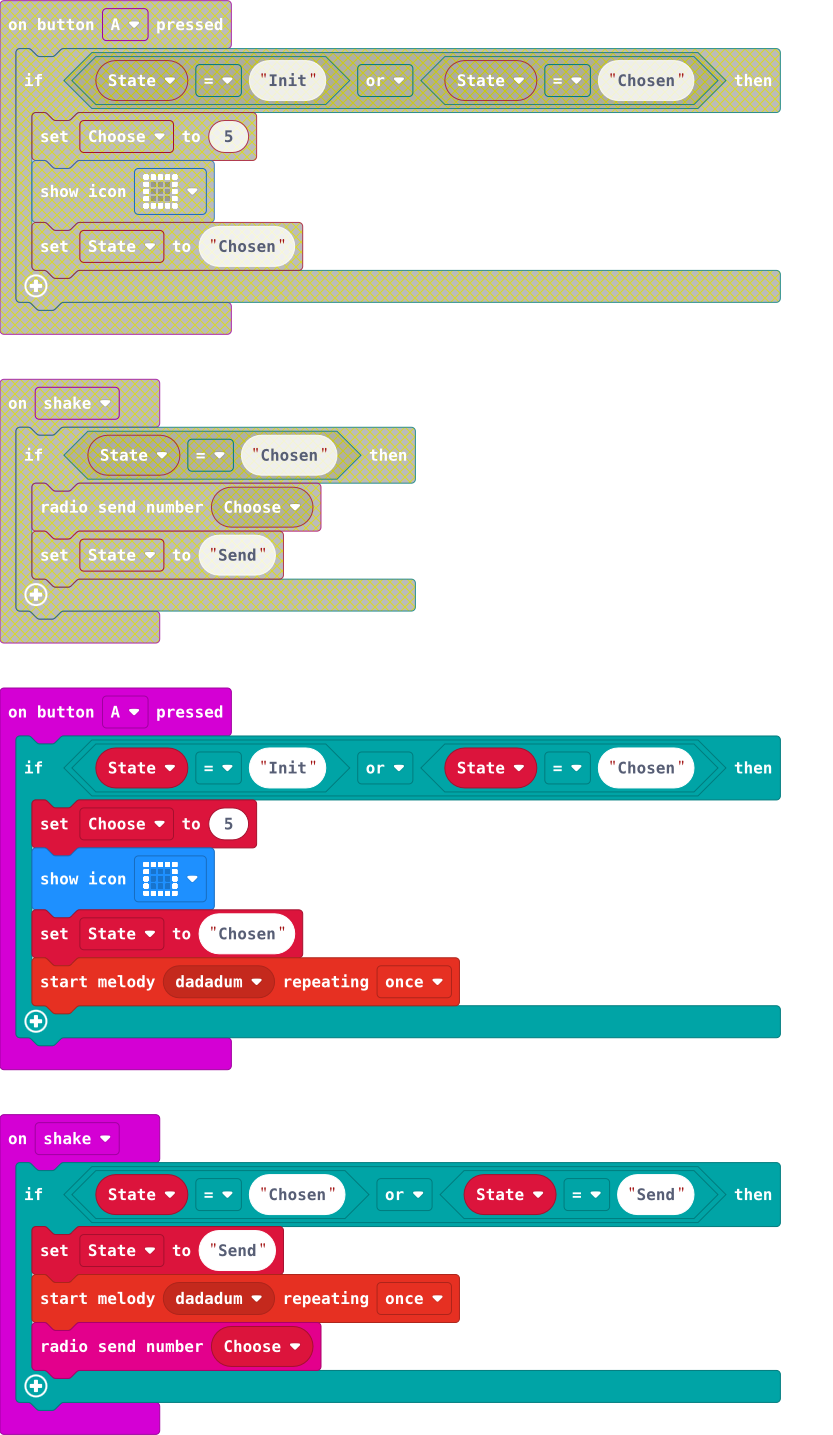 on button A pressed
if State = "Init" or State = "Chosen" then
set Choose to 5
show icon
set State to "Chosen"
on shake
if State = "Chosen" then
radio send number Choose
set State to "Send"
on button A pressed
if State = "Init" or State = "Chosen" then
set Choose to 5
show icon
set State to "Chosen"
start melody dadadum repeating once
on shake
if State = "Chosen" or State = "Send" then
set State to "Send"
start melody dadadum repeating once
radio send number Choose